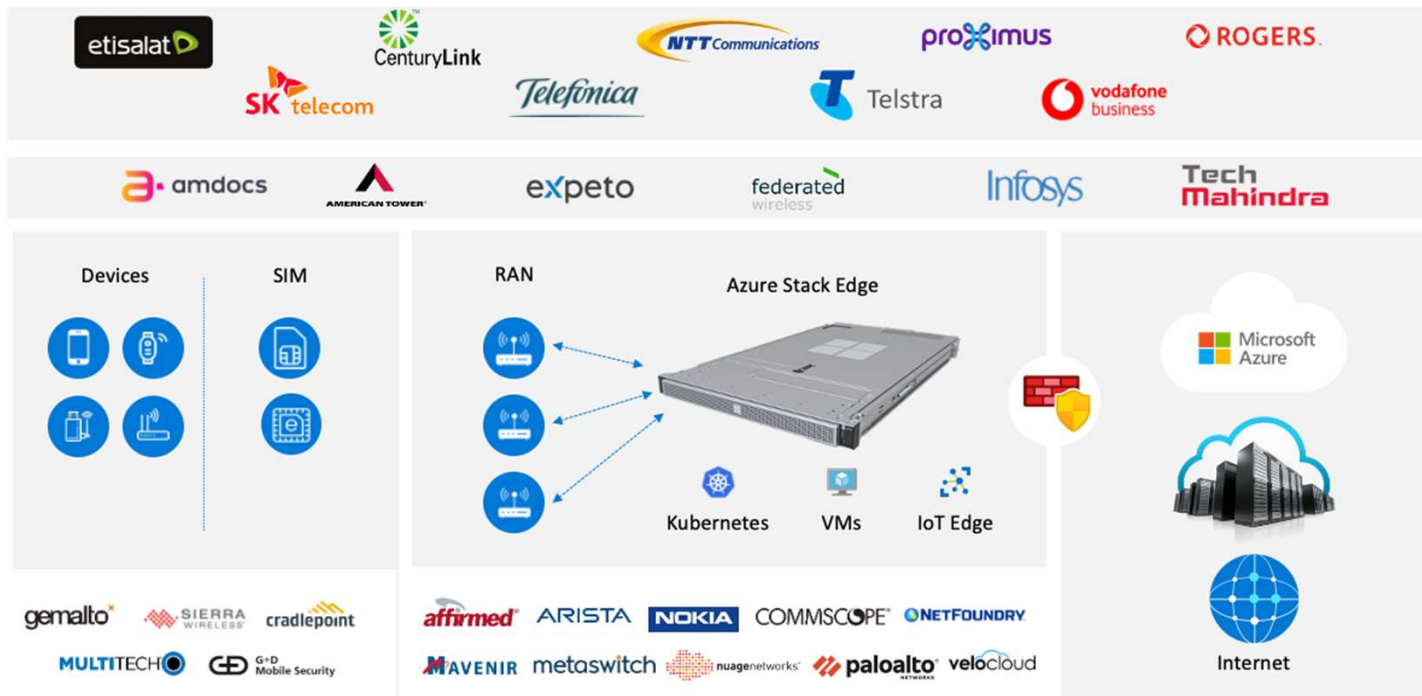 etisalat
CenturyLink
NTT Communications
proximus
ROGERS
SK telecom
Telefónica
Telstra
vodafone
business
amdocs
AMERICAN TOWER
expeto
federated
wireless
Infosys
Tech
Mahindra
Devices
SIM
RAN
Azure Stack Edge
Microsoft
Azure
Kubernetes
VMs
IoT Edge
Internet
gemalto
SIERRA
WIRELESS
cradlepoint
MULTITECH
G+D
Mobile Security
affirmed
ARISTA
NOKIA
COMMSCOPE
NETFOUNDRY
MAVENIR
metaswitch
nuagenetworks
paloalto
NETWORKS
velocloud